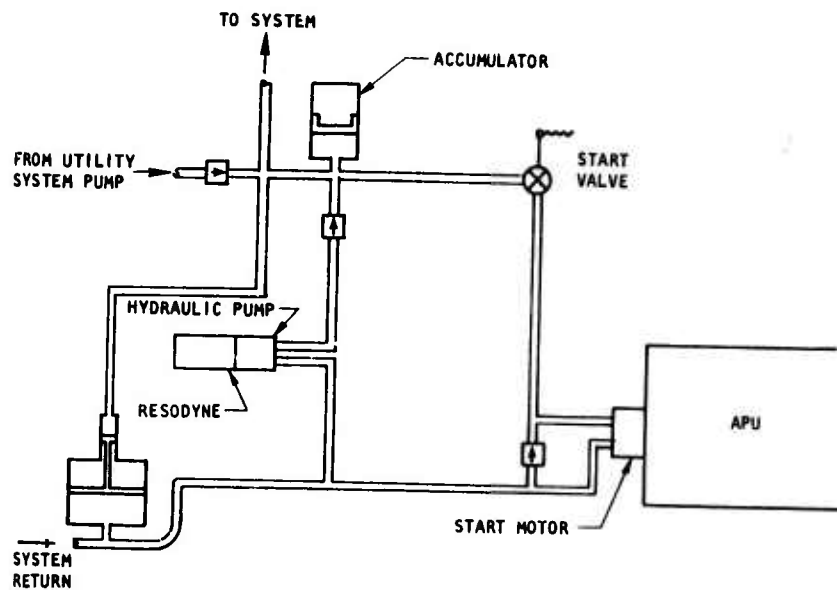 TO SYSTEM
ACCUMULATOR
FROM UTILITY
SYSTEM PUMP
START
VALVE
HYDRAULIC PUMP
RESODYNE
APU
START MOTOR
SYSTEM
RETURN